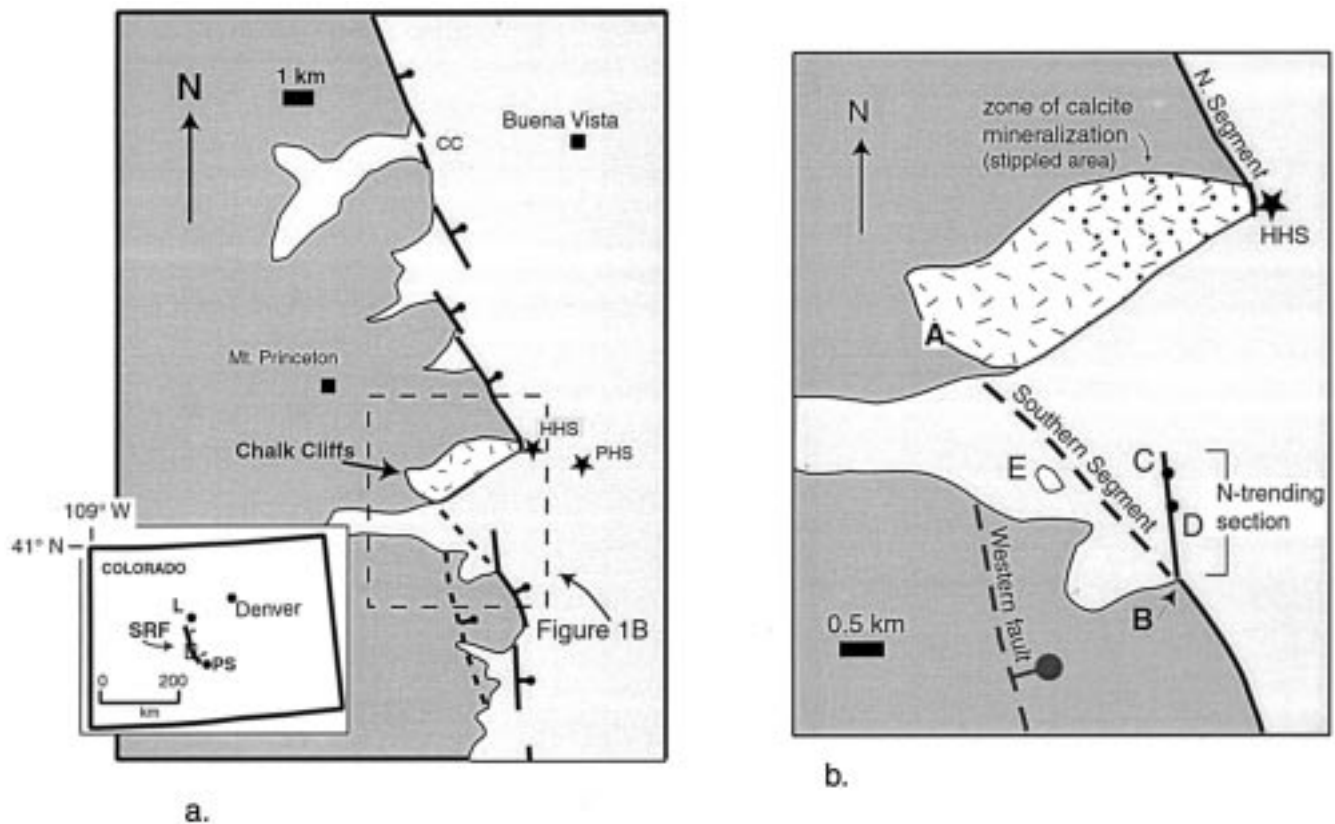 N
1 km
CC
Buena Vista
Mt. Princeton
HHS
PHS
Chalk Cliffs
109° W
41° N
COLORADO
L
Denver
SRF
PS
0 200
km
Figure 1B
a.
N
zone of calcite
mineralization
(stippled area)
N. Segment
HHS
A
Southern Segment
C
E
N-trending
section
D
Western fault
B
0.5 km
b.